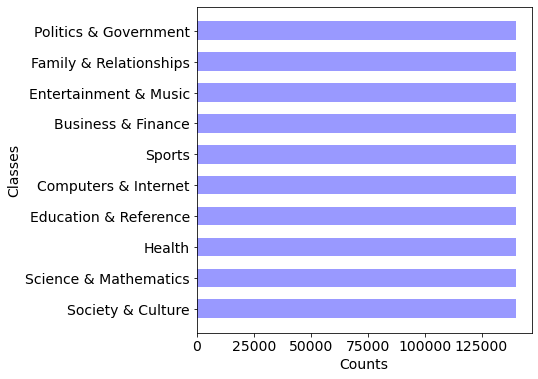 Politics & Government
Family & Relationships
Entertainment & Music
Business & Finance
Sports
Computers & Internet
Education & Reference
Health
Science & Mathematics
Society & Culture
Classes
0 25000 50000 75000 100000 125000
Counts